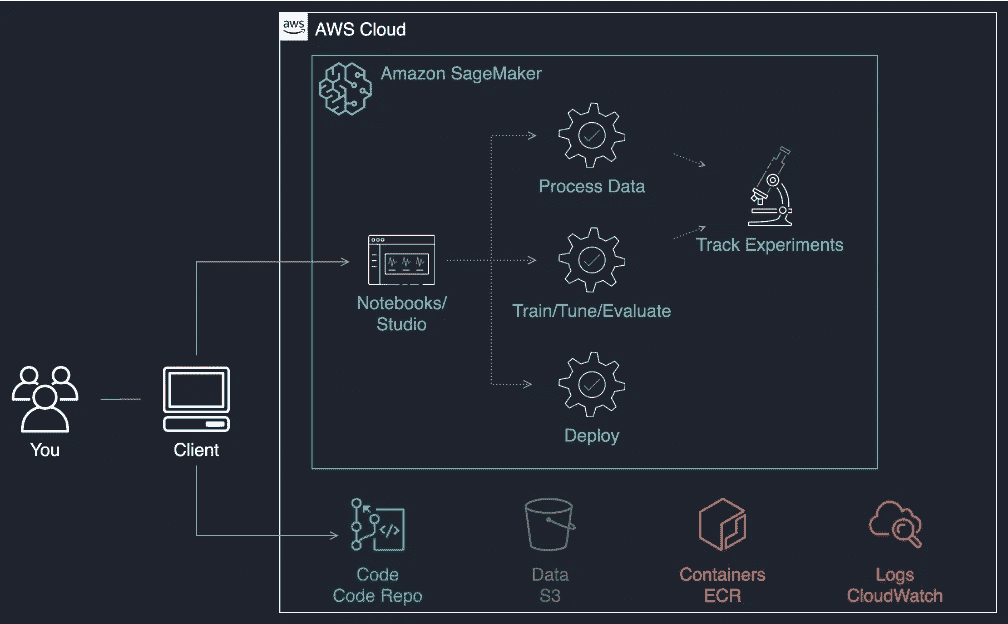 aws
AWS Cloud
Amazon SageMaker
Process Data
Track Experiments
Notebooks/
Studio
Train/Tune/Evaluate
Deploy
You
Client
Code
Code Repo
Data
S3
Containers
ECR
Logs
CloudWatch